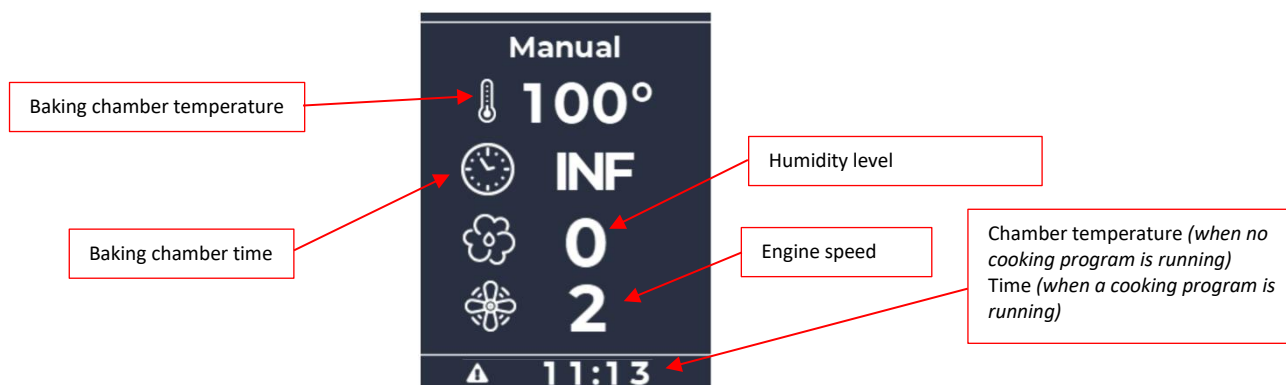 Manual
Baking chamber temperature
100°
INF
Humidity level
Baking chamber time
0
Engine speed
2
Chamber temperature (when no
cooking program is running)
Time (when a cooking program is
running)
11:13